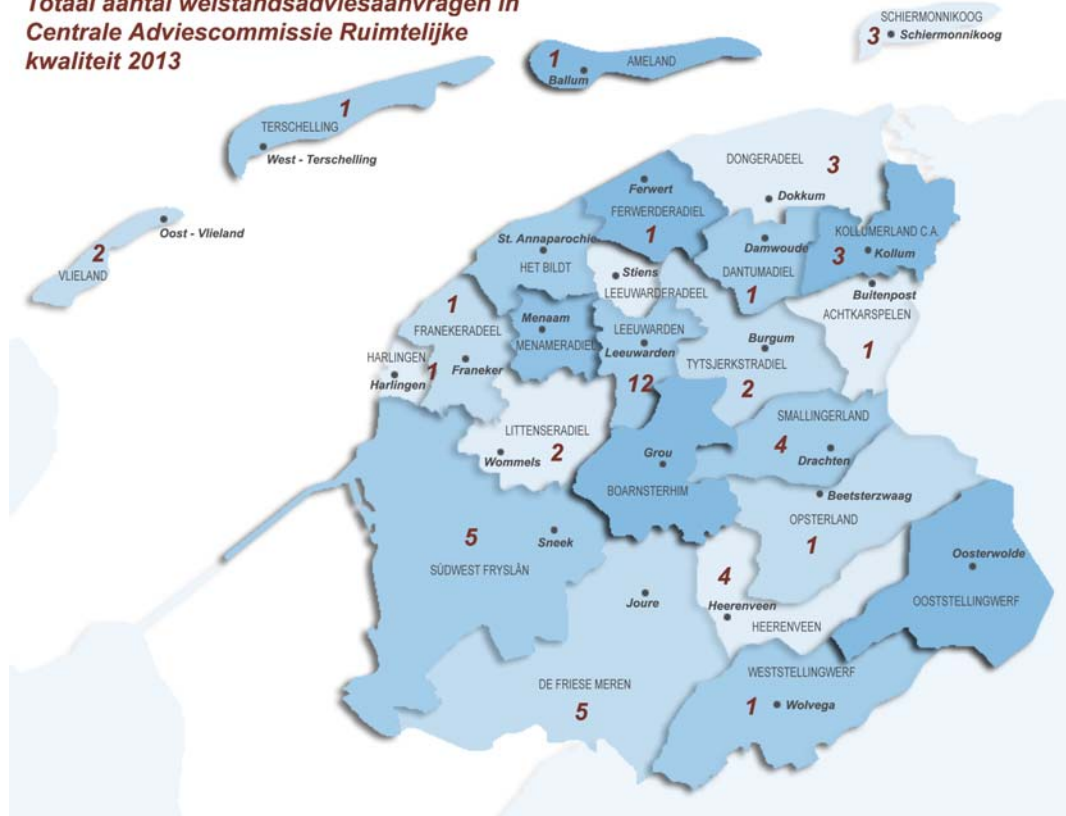 Totaal aantal welstandsadviesaanvragen in
Centrale Adviescommissie Ruimtelijke
kwaliteit 2013
SCHIERMONNIKOOG
3 Schiermonnikoog
1 AMELAND
Ballum
1
TERSCHELLING
West - Terschelling
DONGERADEEL 3
Dokkum
Ferwert
FERWERDERADIEL
1
Oost - Vlieland
2
VLIELAND
St. Annaparochie
HET BILDT
Stiens
LEEUWARDERADEEL
Damwoude
DANTUMADIEL
1
KOLLUMERLAND C.A.
3 Kollum
Buitenpost
ACHTKARSPELEN
1
1
FRANEKERADEEL
Franeker
Menaam
MENAMERADIEL
LEEUWARDEN
Leeuwarden
12
Burgum
TYTSJERKSTRADIEL
2
HARLINGEN
1
Harlingen
LITTENSERADIEL
Wommels 2
SMALLINGERLAND
4
Drachten
Grou
BOARNSTERHIM
Beetsterzwaag
OPSTERLAND
1
5
Sneek
SÚDWEST FRYSLÂN
Oosterwolde
OOSTSTELLINGWERF
4
Heerenveen
HEERENVEEN
Joure
DE FRIESE MEREN
5
WESTSTELLINGWERF
1 Wolvega